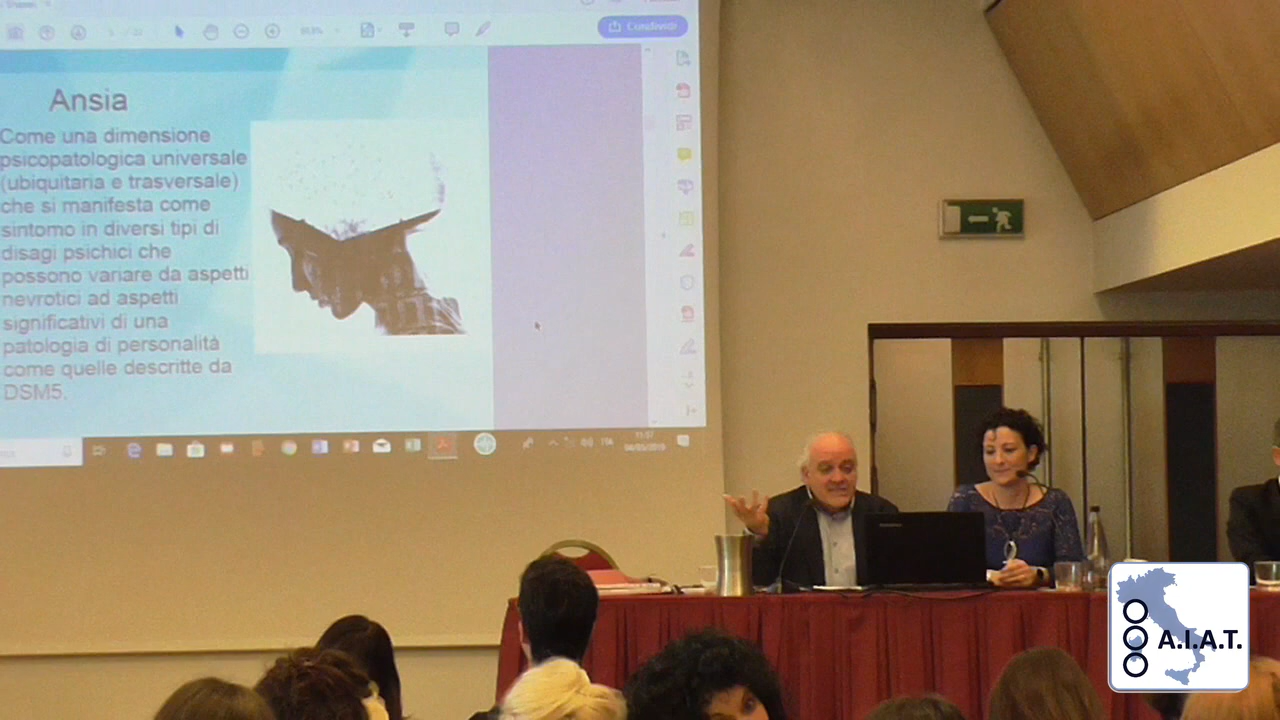 Condividi
Ansia
Come una dimensione
psicopatologica universale
(ubiquitaria e trasversale)
che si manifesta come
sintomo in diversi tipi di
disagi psichici che
possono variare da aspetti
nevrotici ad aspetti
significativi di una
patologia di personalità
come quelle descritte da
DSM5.
A.I.A.T.